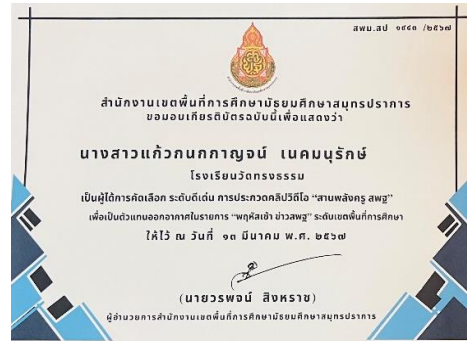 สพม.สป ๑๙๘๓ /๒๕๖๗
สำนักงานเขตพื้นที่การศึกษามัธยมศึกษาสมุทรปราการ
ขอมอบเกียรติบัตรฉบับนี้เพื่อแสดงว่า
นางสาวแก้วกนกกาญจน์ เนคมนุรักษ์
โรงเรียนวัดทรงธรรม
เป็นผู้ได้การคัดเลือก ระดับดีเด่น การประกวดคลิปวิดีโอ “สานพลังครู สพฐ”
เพื่อเป็นตัวแทนออกอากาศในรายการ “พฤหัสเช้า ข่าวสพฐ” ระดับเขตพื้นที่การศึกษา
ให้ไว้ ณ วันที่ ๑๓ มีนาคม พ.ศ. ๒๕๖๗
(นายวรพจน์ สิงหราช)
ผู้อำนวยการสำนักงานเขตพื้นที่การศึกษามัธยมศึกษาสมุทรปราการ